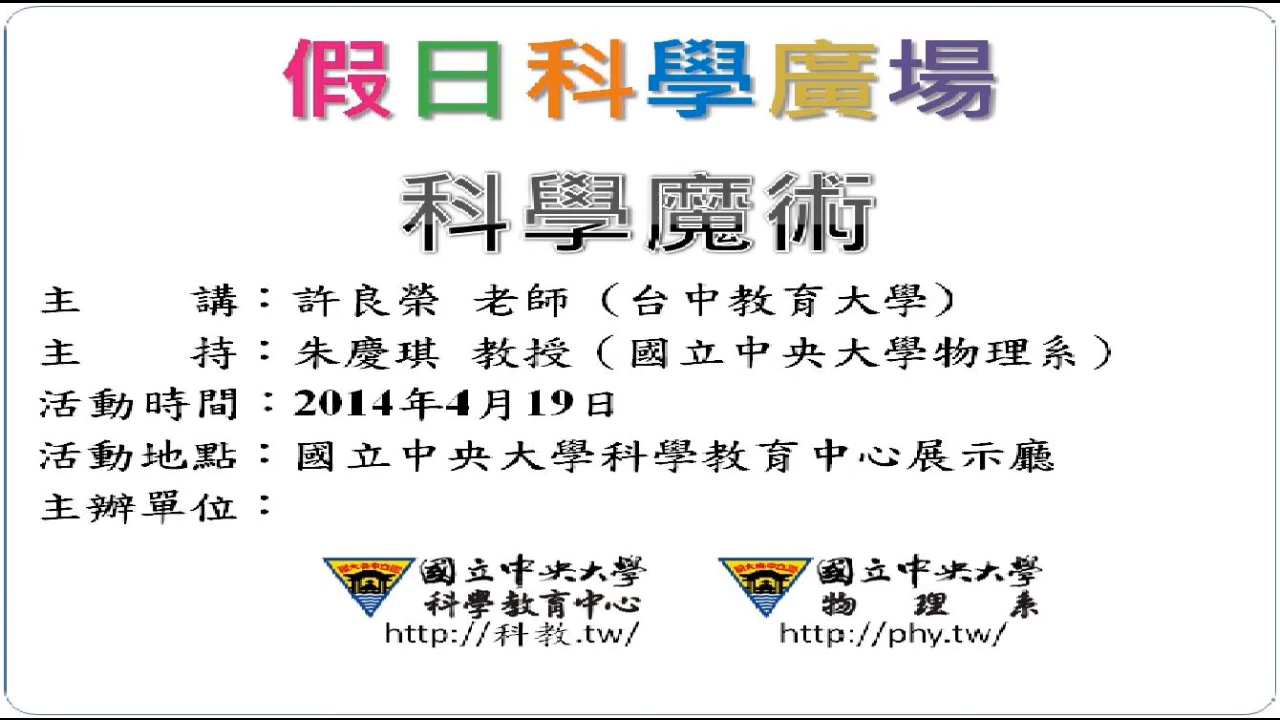 假日科學廣場
科學魔術
主講：許良榮 老師（台中教育大學）
主持：朱慶琪 教授（國立中央大學物理系）
活動時間：2014年4月19日
活動地點：國立中央大學科學教育中心展示廳
主辦單位：
國立中央大學
科學教育中心
http://科教.tw/
國立中央大學
物理系
http://phy.tw/